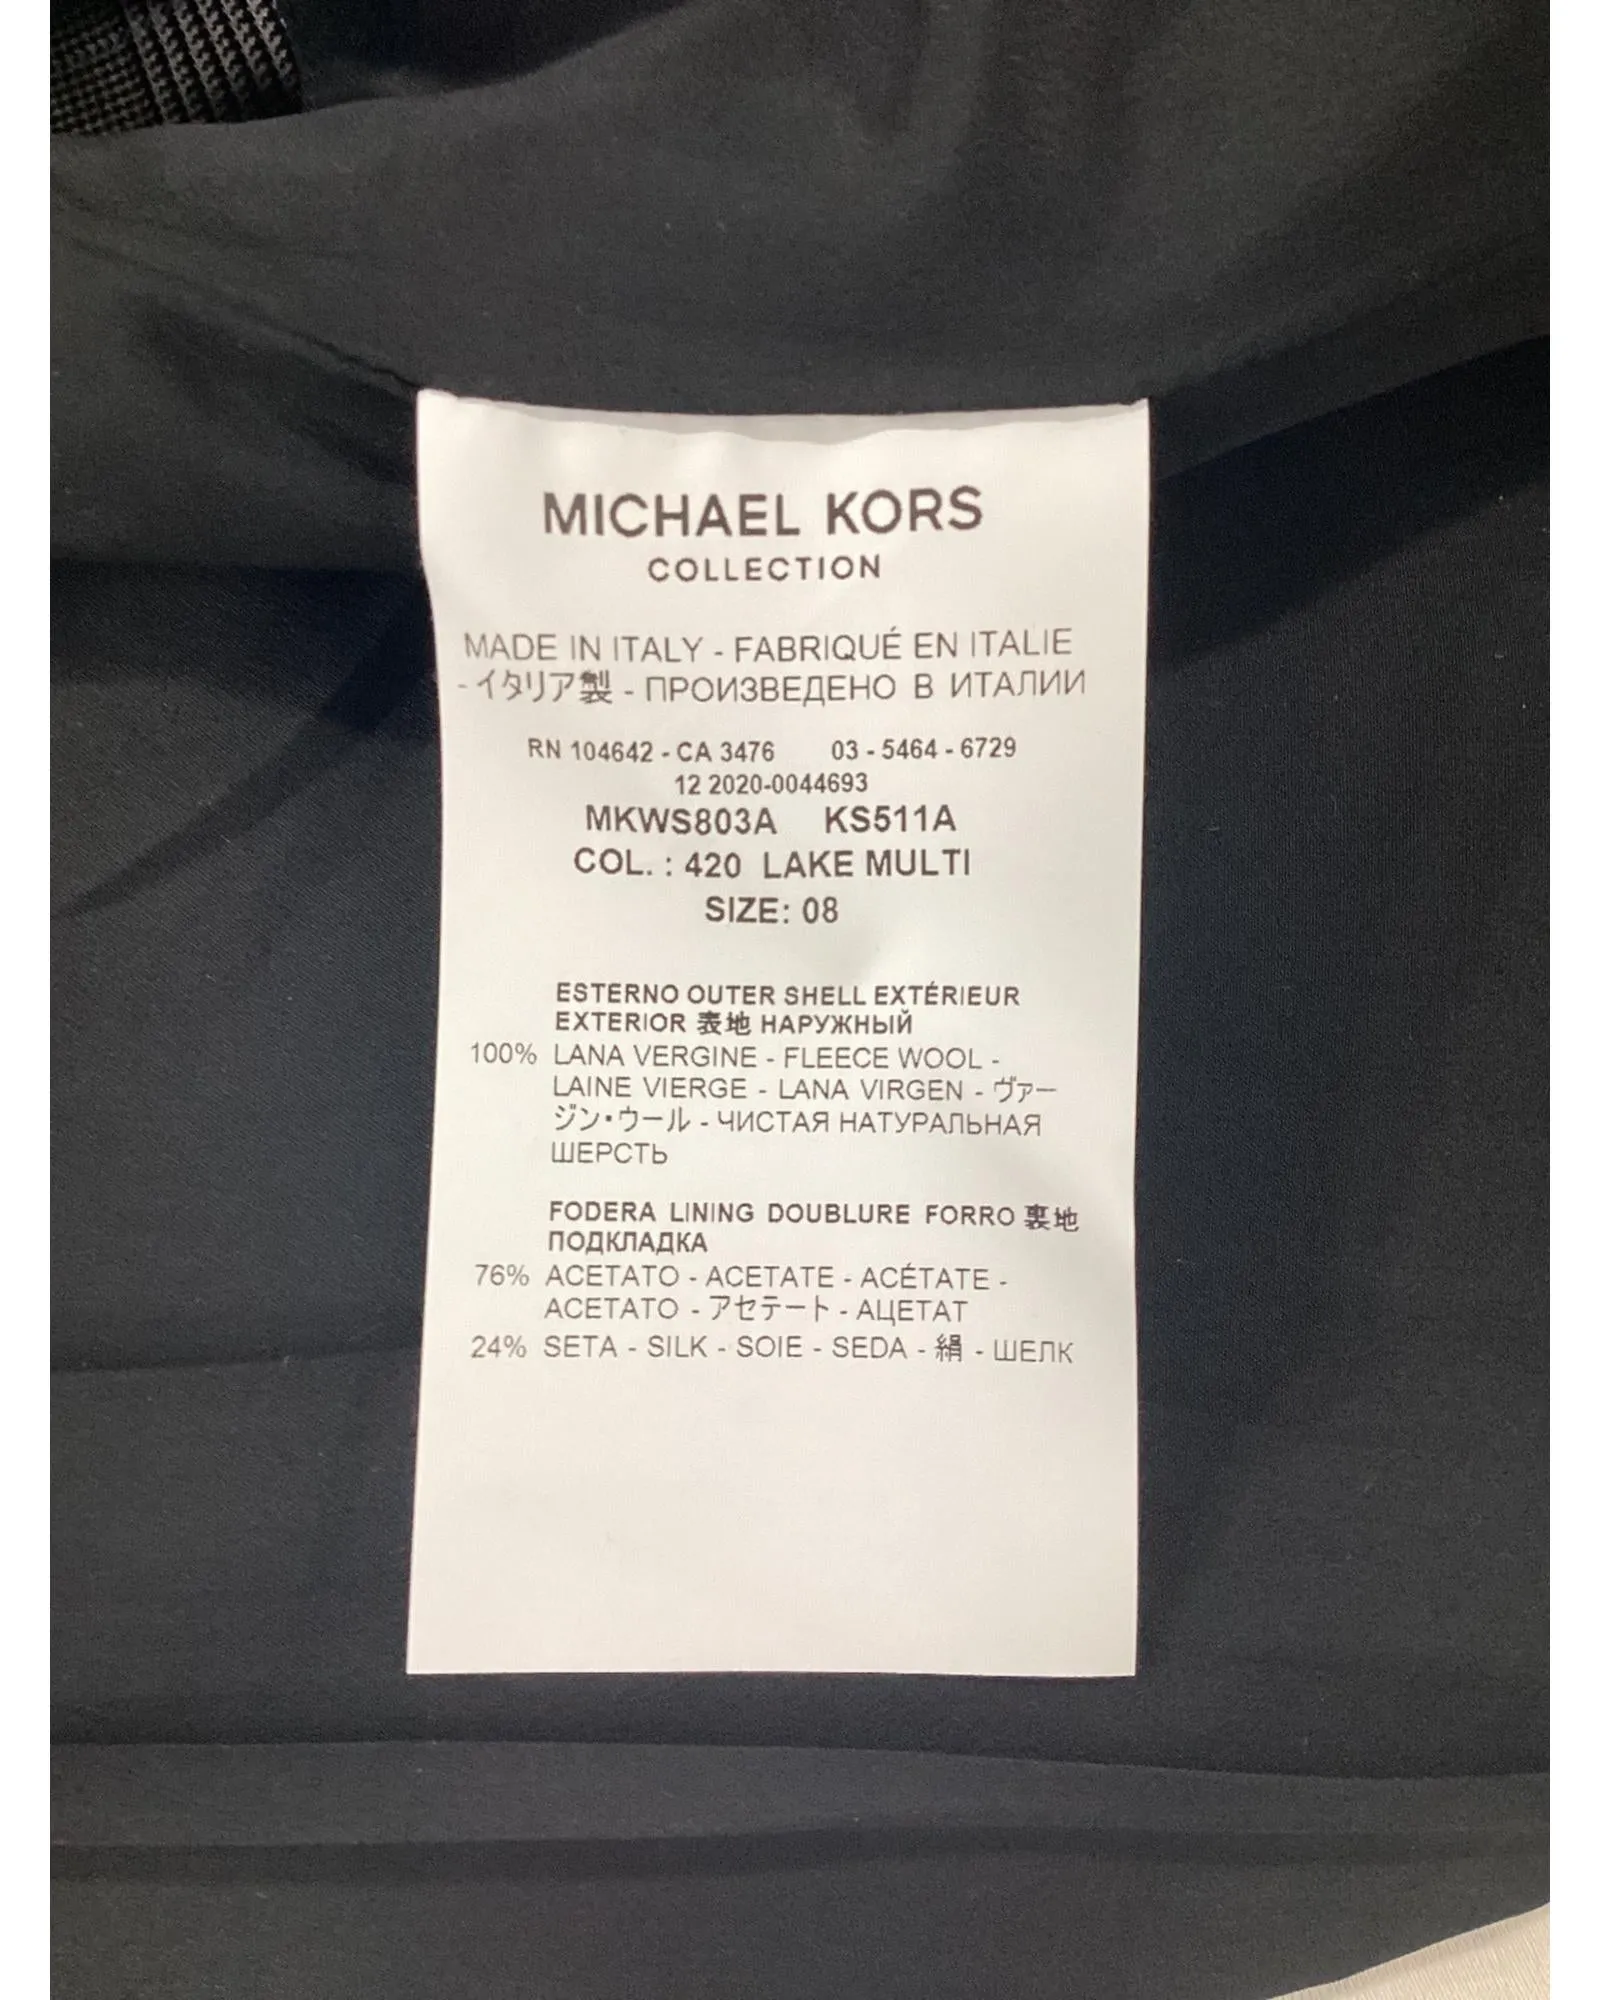 MICHAEL KORS
COLLECTION
MADE IN ITALY - FABRIQUÉ EN ITALIE
- イタリア製 - ПРОИЗВЕДЕНО В ИТАЛИИ
RN 104642 - CA 3476 03 - 5464 - 6729
12 2020-0044693
MKWS803A KS511A
COL. : 420 LAKE MULTI
SIZE: 08
ESTERNO OUTER SHELL EXTÉRIEUR
EXTERIOR 表地 НАРУЖНЫЙ
100% LANA VERGINE - FLEECE WOOL -
LAINE VIERGE - LANA VIRGEN - ヴァー
ジン・ウール - ЧИСТАЯ НАТУРАЛЬНАЯ
ШЕРСТЬ
FODERA LINING DOUBLURE FORRO 裏地
ПОДКЛАДКА
76% ACETATO - ACETATE - ACÉTATE -
ACETATO - アセテート - АЦЕТАТ
24% SETA - SILK - SOIE - SEDA - 絹 - ШЕЛК